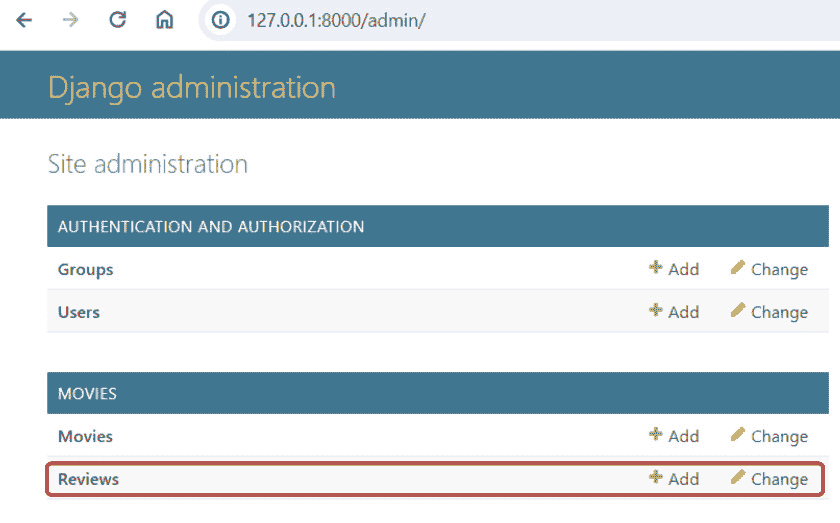 127.0.0.1:8000/admin/
Django administration
Site administration
AUTHENTICATION AND AUTHORIZATION
Groups Add Change
Users Add Change
MOVIES
Movies Add Change
Reviews Add Change